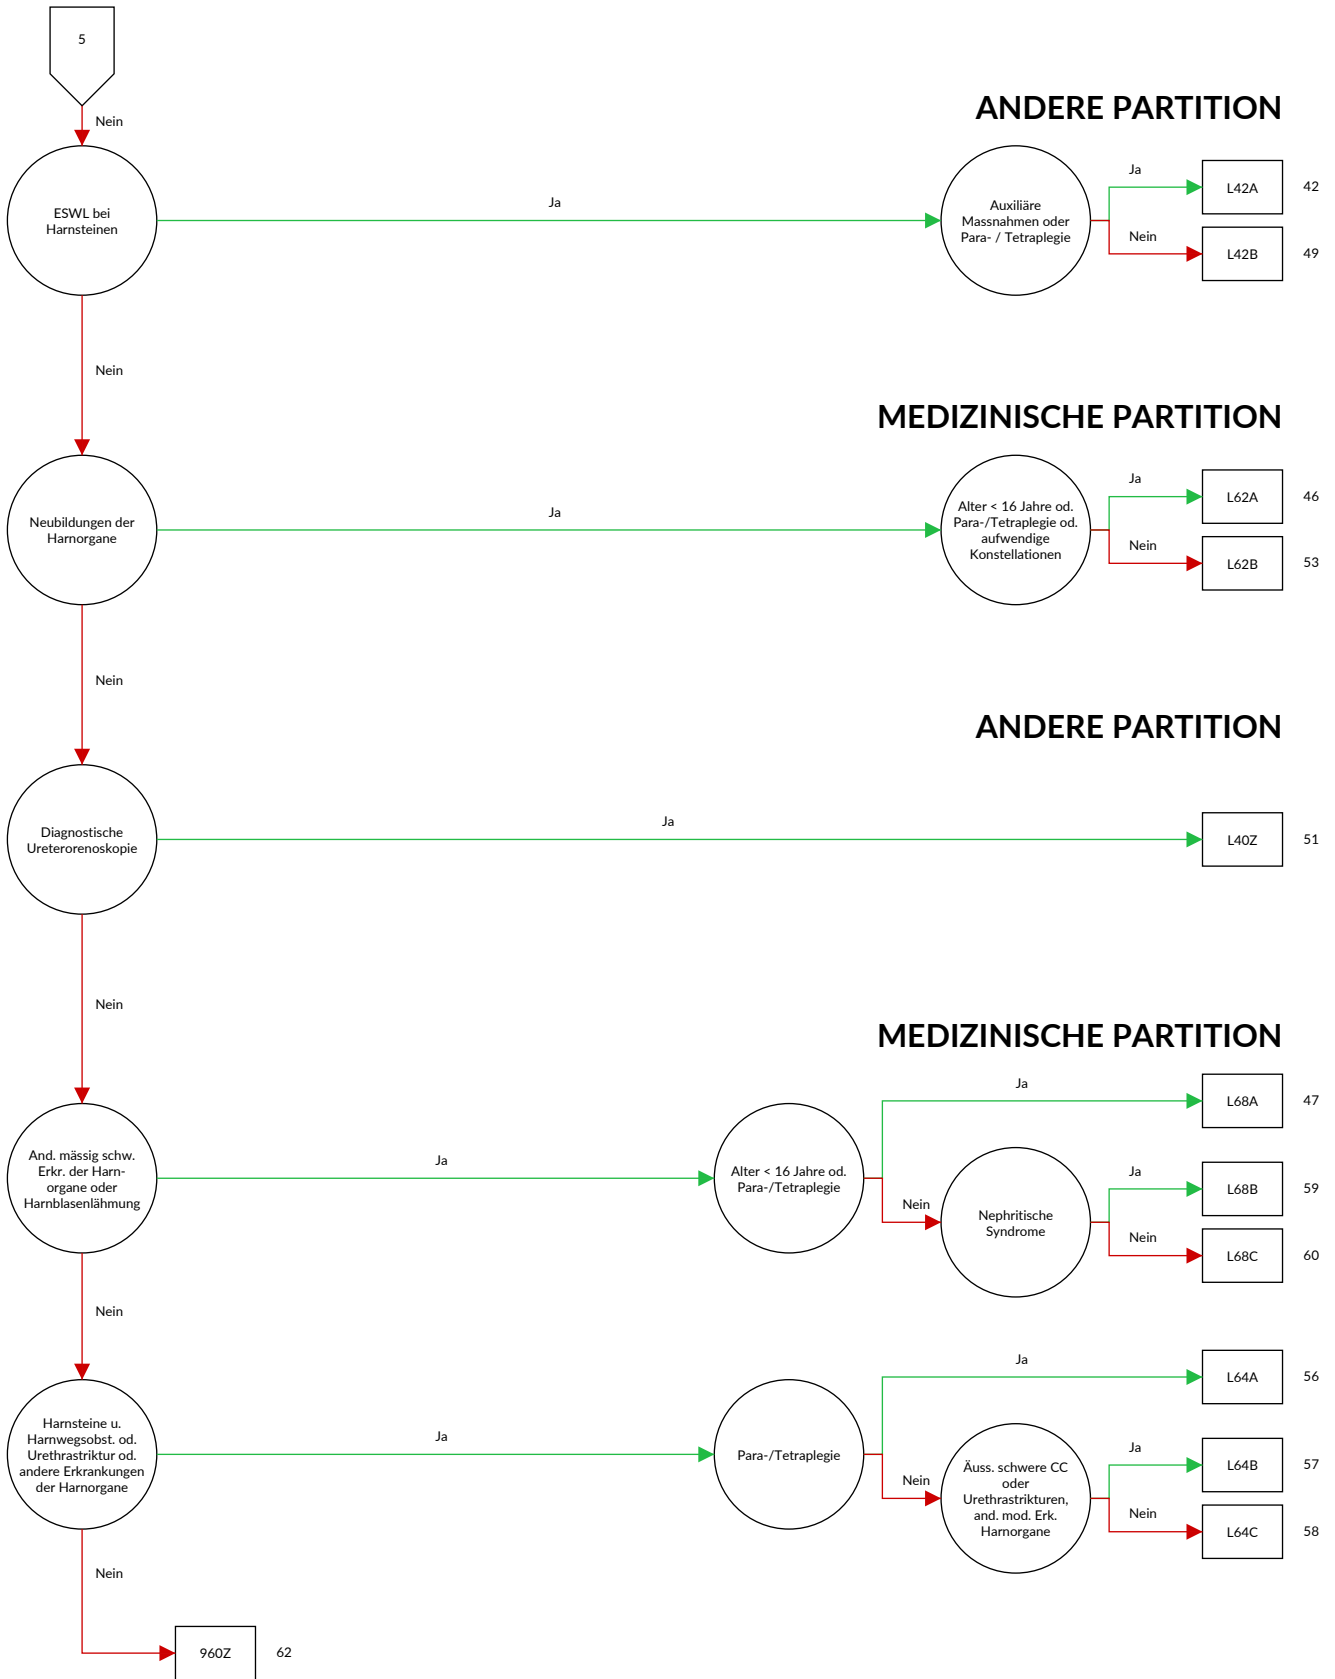 5
Nein
ANDERE PARTITION
ESWL bei
Harnsteinen
Ja
Auxiliäre
Massnahmen oder
Para- / Tetraplegie
Ja
L42A
42
Nein
L42B
49
Nein
MEDIZINISCHE PARTITION
Neubildungen der
Harnorgane
Ja
Alter < 16 Jahre od.
Para-/Tetraplegie od.
aufwendige
Konstellationen
Ja
L62A
46
Nein
L62B
53
Nein
ANDERE PARTITION
Diagnostische
Ureterorenoskopie
Ja
L40Z
51
Nein
MEDIZINISCHE PARTITION
And. mässig schw.
Erkr. der Harn-
organe oder
Harnblasenlähmung
Ja
Alter < 16 Jahre od.
Para-/Tetraplegie
Ja
L68A
47
Nein
Nephritische
Syndrome
Ja
L68B
59
Nein
L68C
60
Nein
Harnsteine u.
Harnwegsobst. od.
Urethrastriktur od.
andere Erkrankungen
der Harnorgane
Ja
Para-/Tetraplegie
Ja
L64A
56
Nein
Äuss. schwere CC
oder
Urethrastrikturen,
and. mod. Erk.
Harnorgane
Ja
L64B
57
Nein
L64C
58
Nein
960Z
62